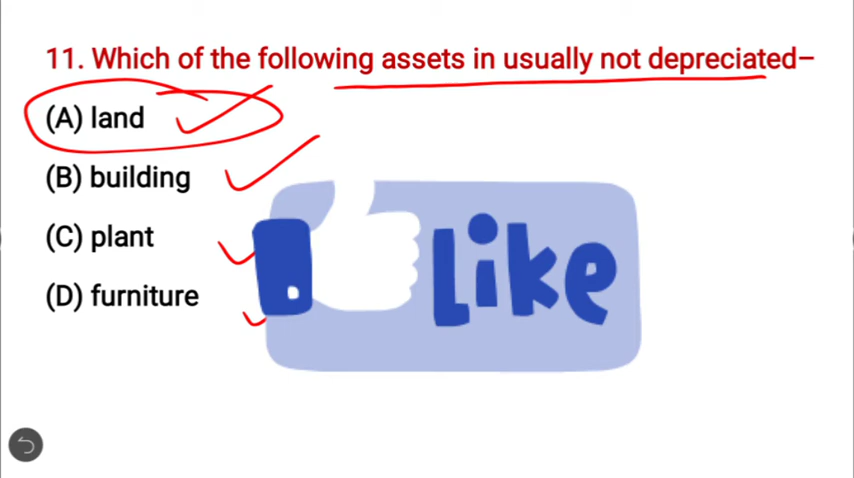 11. Which of the following assets in usually not depreciated–
(A) land
(B) building
(C) plant
(D) furniture
Like